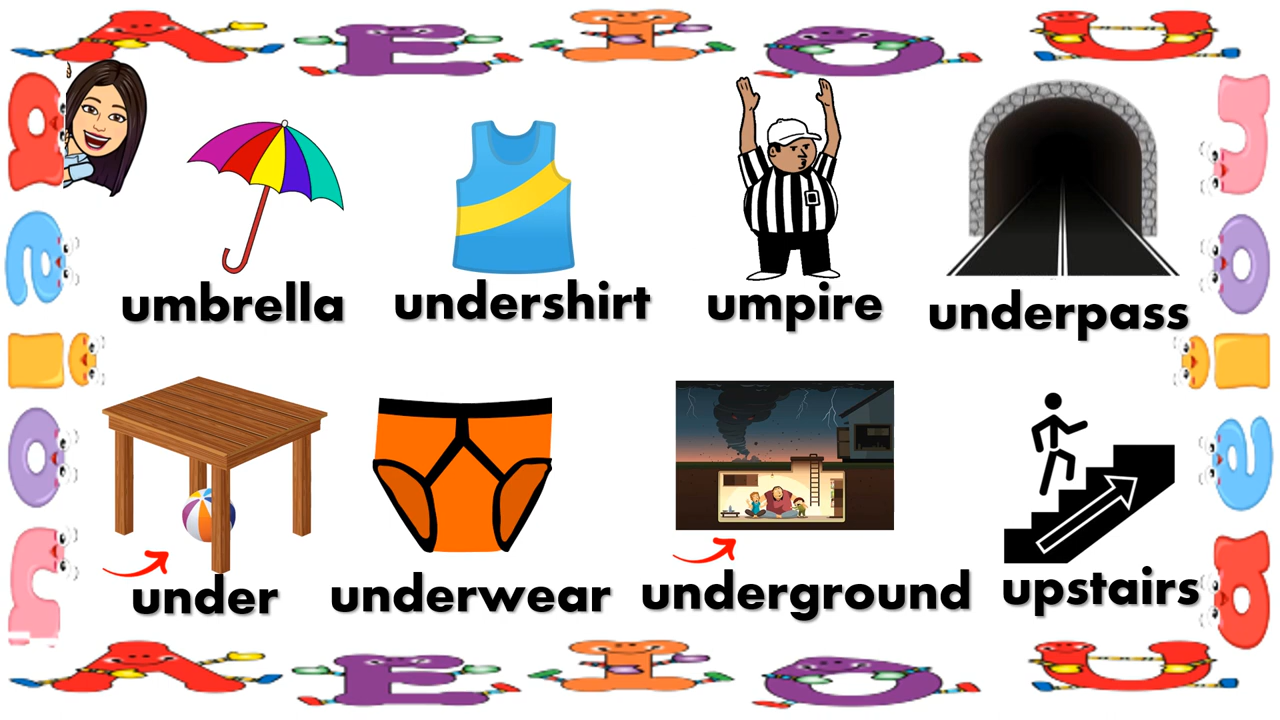 A E I O U
umbrella undershirt umpire underpass
under underwear underground upstairs
A E I O U
a
e
i
o
u
u
o
i
e
a